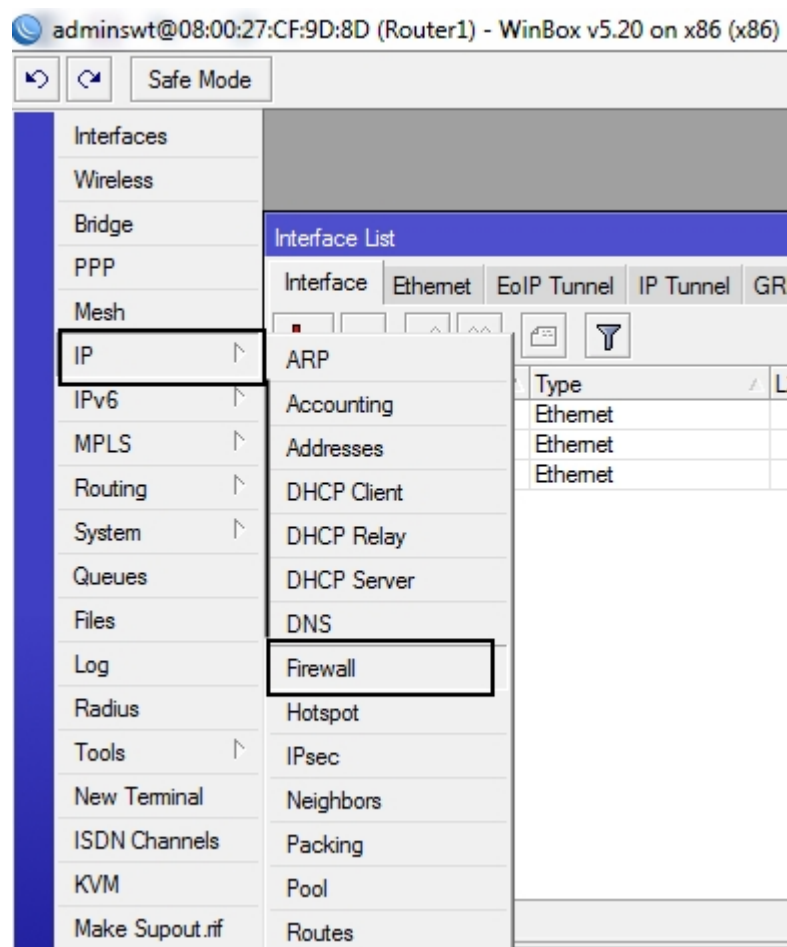 adminswt@08:00:27:CF:9D:8D (Router1) - WinBox v5.20 on x86 (x86)
Safe Mode
Interfaces
Wireless
Bridge
PPP
Mesh
IP
IPv6
MPLS
Routing
System
Queues
Files
Log
Radius
Tools
New Terminal
ISDN Channels
KVM
Make Supout.rif
Interface List
Interface Ethernet EoIP Tunnel IP Tunnel GR
Type L
Ethernet
Ethernet
Ethernet
ARP
Accounting
Addresses
DHCP Client
DHCP Relay
DHCP Server
DNS
Firewall
Hotspot
IPsec
Neighbors
Packing
Pool
Routes